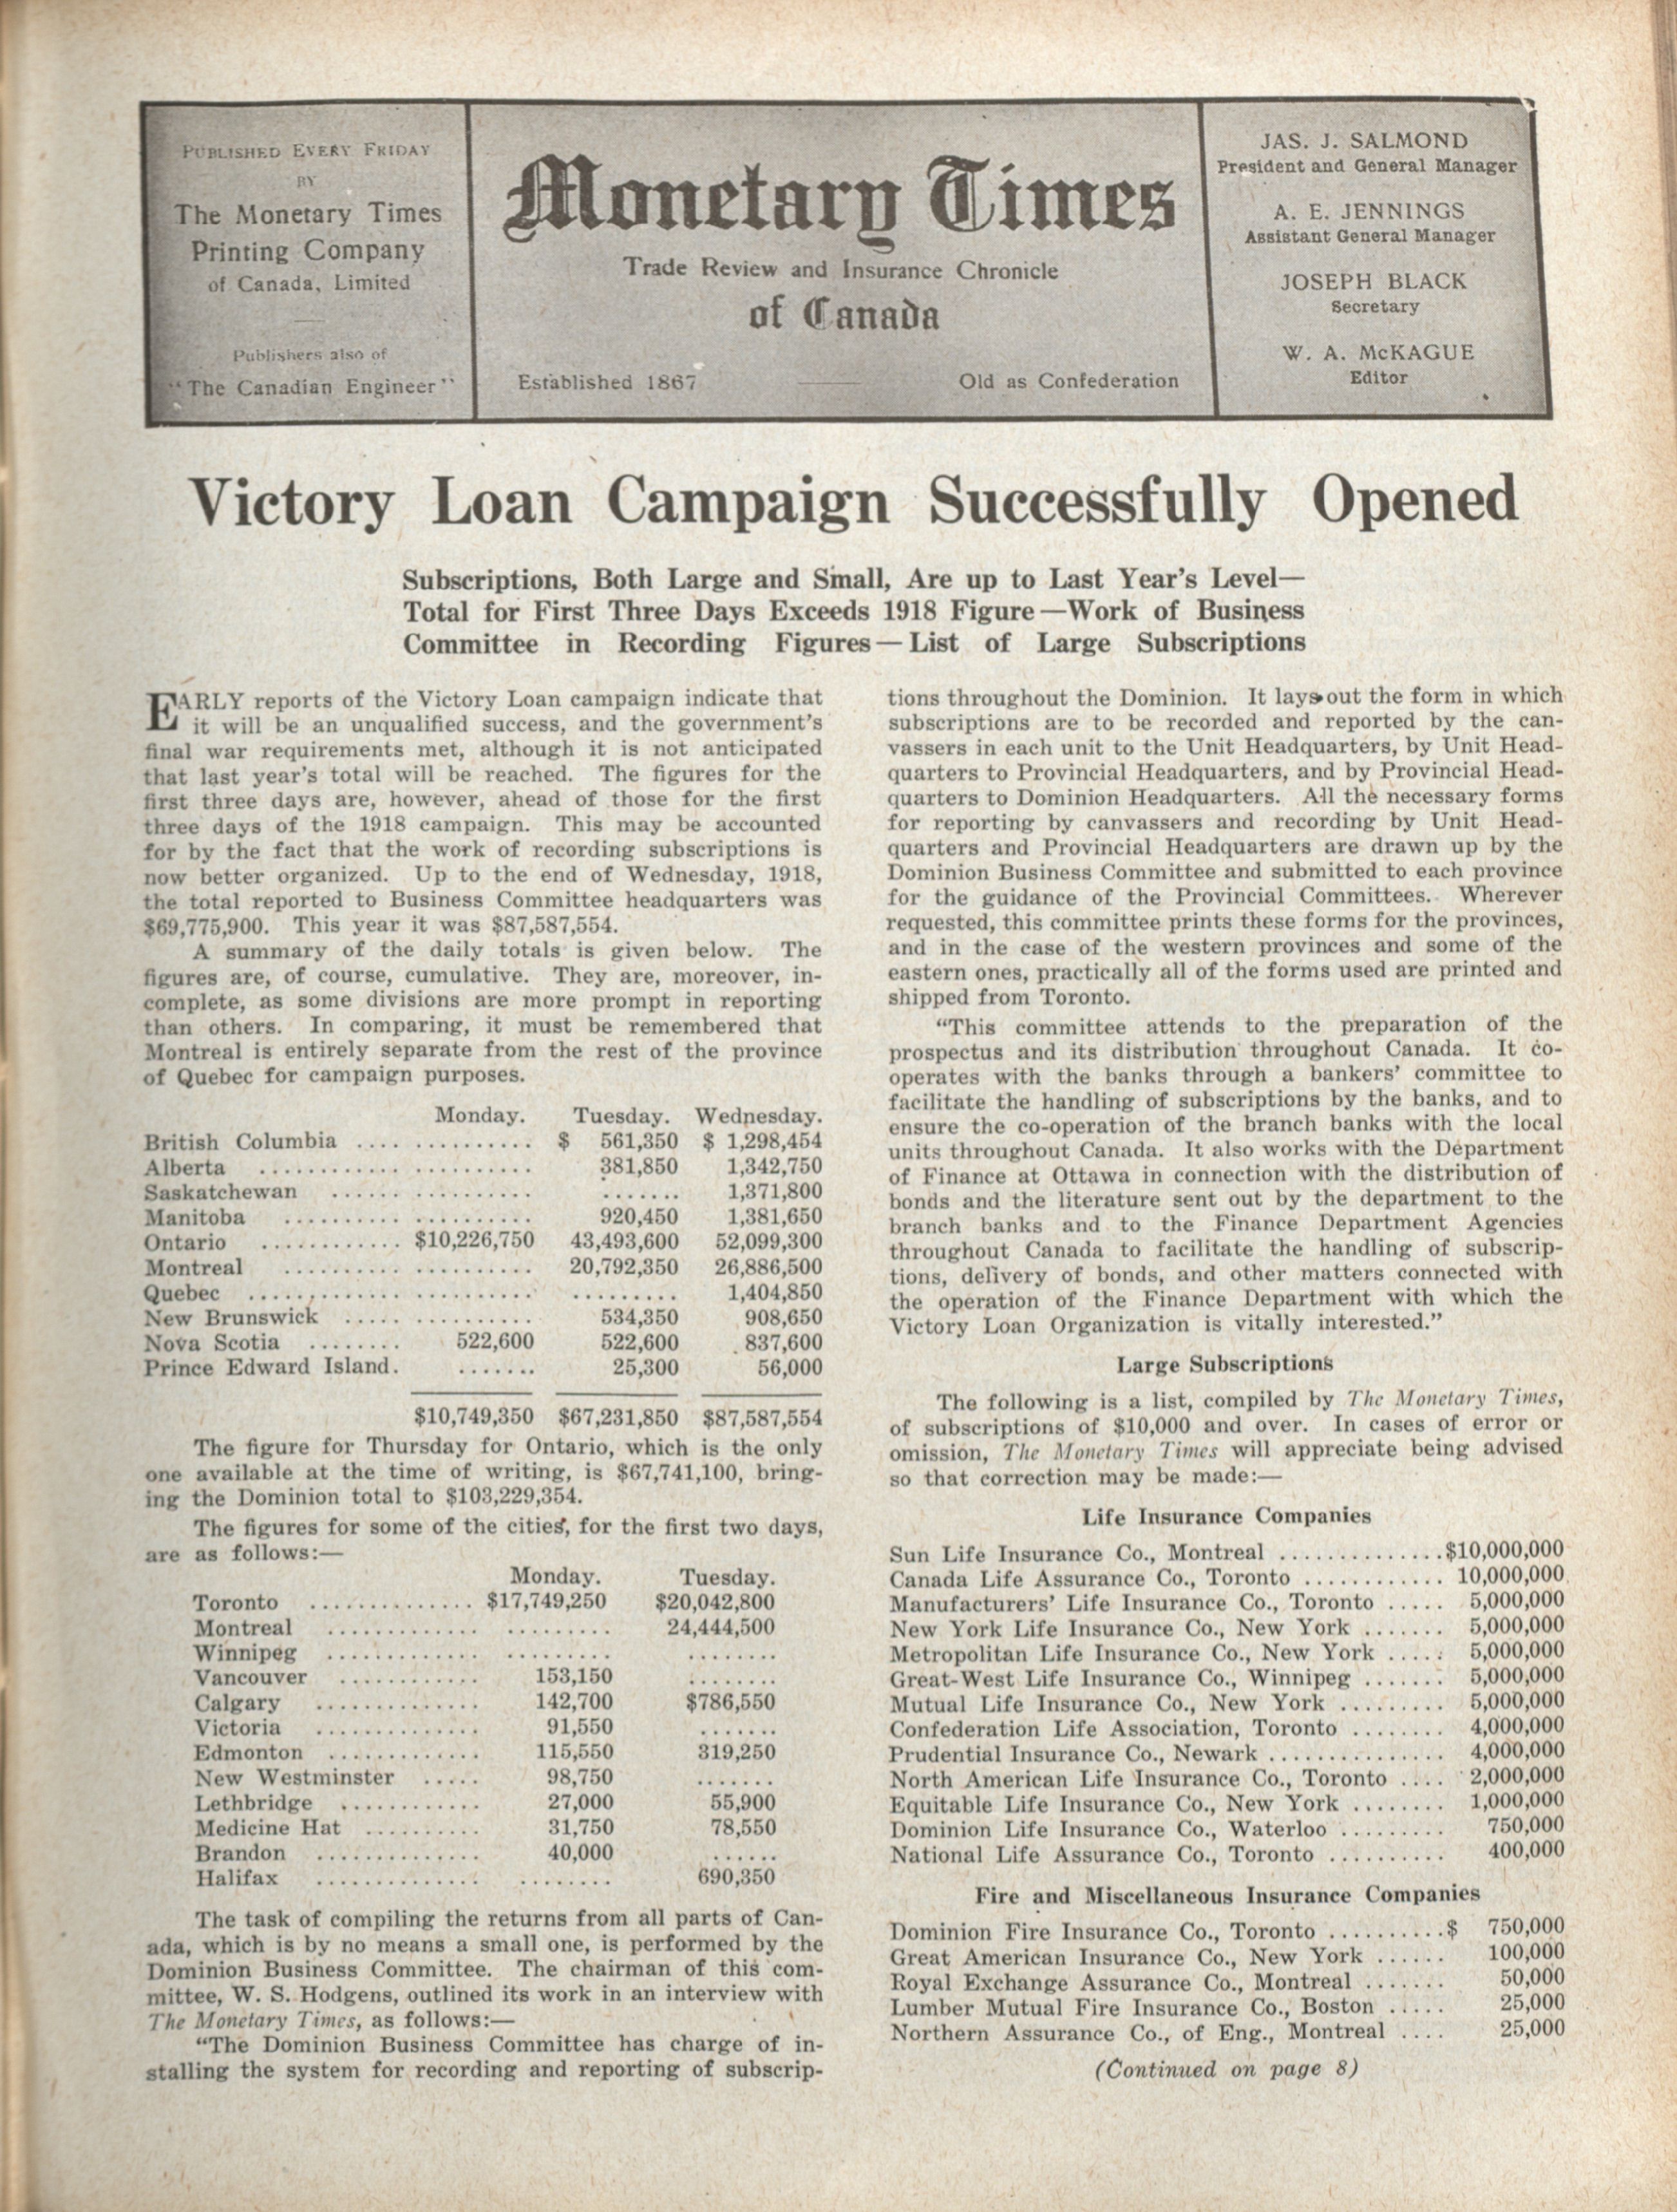 PUBLISHED EVERY FRIDAY
BY
The Monetary Times
Printing Company
of Canada, Limited
Publishers also of
"The Canadian Engineer"
Monetary Times
Trade Review and Insurance Chronicle
of Canada
Established 1867
Old as Confederation
JAS. J. SALMOND
President and General Manager
A. E. JENNINGS
Assistant General Manager
JOSEPH BLACK
Secretary
W. A. McKAGUE
Editor
Victory Loan Campaign Successfully Opened
Subscriptions, Both Large and Small, Are up to Last Year's Level—
Total for First Three Days Exceeds 1918 Figure—Work of Business
Committee in Recording Figures—List of Large Subscriptions
EARLY reports of the Victory Loan campaign indicate that
it will be an unqualified success, and the government's
final war requirements met, although it is not anticipated
that last year's total will be reached. The figures for the
first three days are, however, ahead of those for the first
three days of the 1918 campaign. This may be accounted
for by the fact that the work of recording subscriptions is
now better organized. Up to the end of Wednesday, 1918,
the total reported to Business Committee headquarters was
$69,775,900. This year it was $87,587,554.
A summary of the daily totals is given below. The
figures are, of course, cumulative. They are, moreover, in-
complete, as some divisions are more prompt in reporting
than others. In comparing, it must be remembered that
Montreal is entirely separate from the rest of the province
of Quebec for campaign purposes.
Monday. Tuesday. Wednesday.
British Columbia .... ............ $ 561,350 $ 1,298,454
Alberta ............ ............ 381,850 1,342,750
Saskatchewan ...... ............ ....... 1,371,800
Manitoba .......... .......... 920,450 1,381,650
Ontario ............ $10,226,750 43,493,600 52,099,300
Montreal .......... .......... 20,792,350 26,886,500
Quebec ............ ............ ......... 1,404,850
New Brunswick ..... ............ 534,350 908,650
Nova Scotia ........ 522,600 522,600 837,600
Prince Edward Island. ....... 25,300 56,000
$10,749,350 $67,231,850 $87,587,554
The figure for Thursday for Ontario, which is the only
one available at the time of writing, is $67,741,100, bring-
ing the Dominion total to $103,229,354.
The figures for some of the cities, for the first two days,
are as follows:—
Monday. Tuesday.
Toronto .............. $17,749,250 $20,042,800
Montreal ............. ......... 24,444,500
Winnipeg ............. ......... ........
Vancouver ............ 153,150 ........
Calgary .............. 142,700 $786,550
Victoria .............. 91,550 .......
Edmonton ............. 115,550 319,250
New Westminster ..... 98,750 .......
Lethbridge ............ 27,000 55,900
Medicine Hat .......... 31,750 78,550
Brandon .............. 40,000 ......
Halifax .............. ........ 690,350
The task of compiling the returns from all parts of Can-
ada, which is by no means a small one, is performed by the
Dominion Business Committee. The chairman of this com-
mittee, W. S. Hodgens, outlined its work in an interview with
The Monetary Times, as follows:—
"The Dominion Business Committee has charge of in-
stalling the system for recording and reporting of subscrip-
tions throughout the Dominion. It lays out the form in which
subscriptions are to be recorded and reported by the can-
vassers in each unit to the Unit Headquarters, by Unit Head-
quarters to Provincial Headquarters, and by Provincial Head-
quarters to Dominion Headquarters. All the necessary forms
for reporting by canvassers and recording by Unit Head-
quarters and Provincial Headquarters are drawn up by the
Dominion Business Committee and submitted to each province
for the guidance of the Provincial Committees. Wherever
requested, this committee prints these forms for the provinces,
and in the case of the western provinces and some of the
eastern ones, practically all of the forms used are printed and
shipped from Toronto.
"This committee attends to the preparation of the
prospectus and its distribution throughout Canada. It co-
operates with the banks through a bankers' committee to
facilitate the handling of subscriptions by the banks, and to
ensure the co-operation of the branch banks with the local
units throughout Canada. It also works with the Department
of Finance at Ottawa in connection with the distribution of
bonds and the literature sent out by the department to the
branch banks and to the Finance Department Agencies
throughout Canada to facilitate the handling of subscrip-
tions, delivery of bonds, and other matters connected with
the operation of the Finance Department with which the
Victory Loan Organization is vitally interested."
Large Subscriptions
The following is a list, compiled by The Monetary Times,
of subscriptions of $10,000 and over. In cases of error or
omission, The Monetary Times will appreciate being advised
so that correction may be made:—
Life Insurance Companies
Sun Life Insurance Co., Montreal ..............$10,000,000
Canada Life Assurance Co., Toronto ............ 10,000,000
Manufacturers' Life Insurance Co., Toronto ..... 5,000,000
New York Life Insurance Co., New York ....... 5,000,000
Metropolitan Life Insurance Co., New York ..... 5,000,000
Great-West Life Insurance Co., Winnipeg ....... 5,000,000
Mutual Life Insurance Co., New York ......... 5,000,000
Confederation Life Association, Toronto ........ 4,000,000
Prudential Insurance Co., Newark ............... 4,000,000
North American Life Insurance Co., Toronto .... 2,000,000
Equitable Life Insurance Co., New York ........ 1,000,000
Dominion Life Insurance Co., Waterloo ......... 750,000
National Life Assurance Co., Toronto .......... 400,000
Fire and Miscellaneous Insurance Companies
Dominion Fire Insurance Co., Toronto ..........$ 750,000
Great American Insurance Co., New York ...... 100,000
Royal Exchange Assurance Co., Montreal ....... 50,000
Lumber Mutual Fire Insurance Co., Boston ..... 25,000
Northern Assurance Co., of Eng., Montreal .... 25,000
(Continued on page 8)